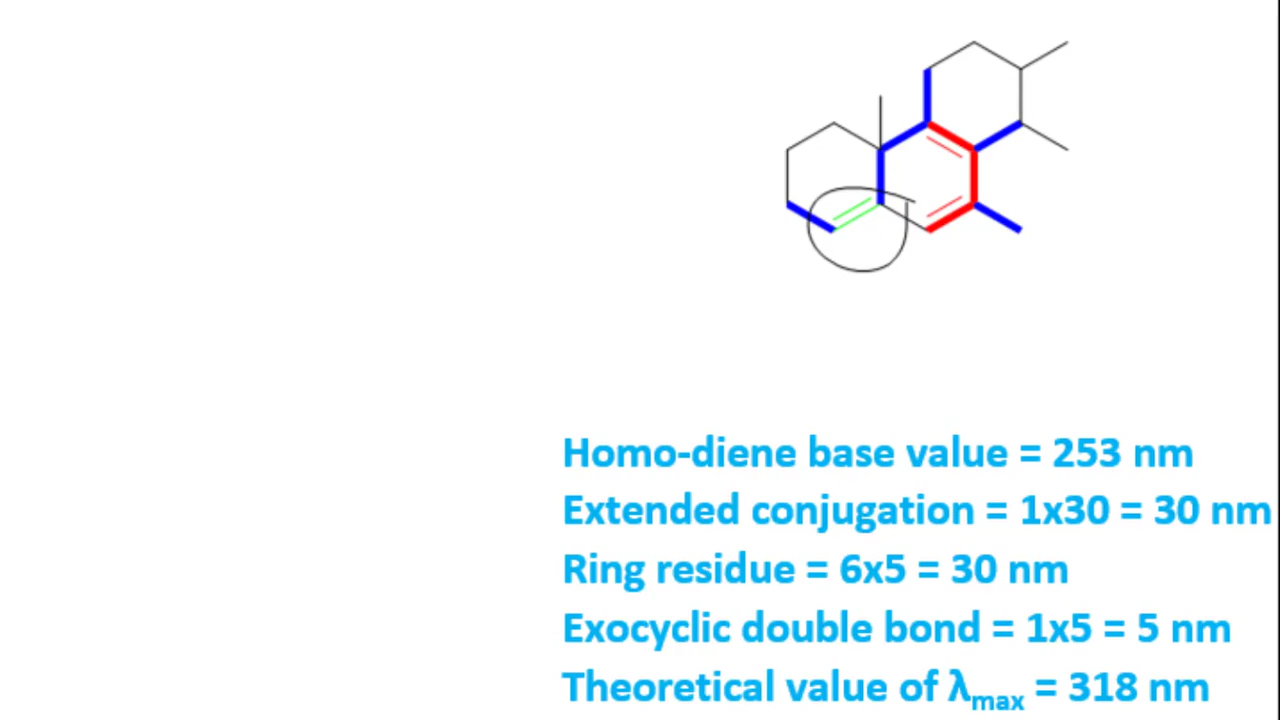 Homo-diene base value = 253 nm
Extended conjugation = 1x30 = 30 nm
Ring residue = 6x5 = 30 nm
Exocyclic double bond = 1x5 = 5 nm
Theoretical value of λmax = 318 nm